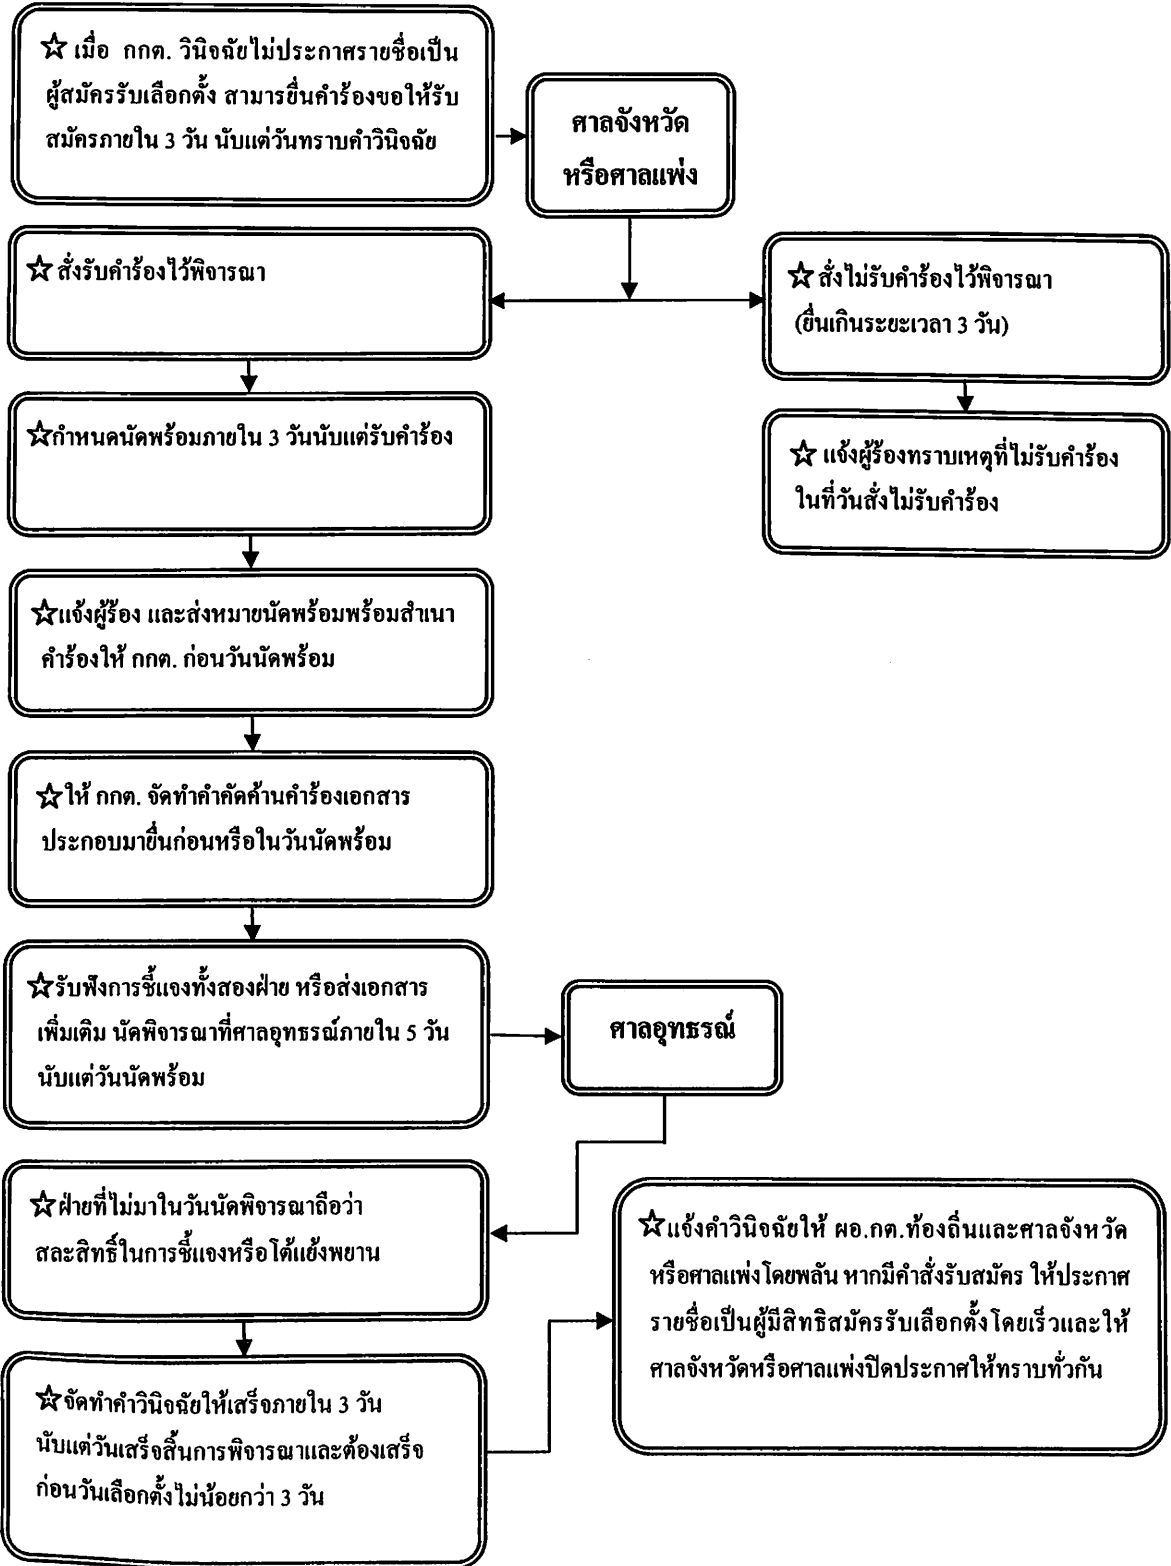 ☆ เมื่อ กกต. วินิจฉัยไม่ประกาศรายชื่อเป็น
ผู้สมัครรับเลือกตั้ง สามารยื่นคำร้องขอให้รับ
สมัครภายใน 3 วัน นับแต่วันทราบคำวินิจฉัย
ศาลจังหวัด
หรือศาลแพ่ง
☆ สั่งรับคำร้องไว้พิจารณา
☆ สั่งไม่รับคำร้องไว้พิจารณา
(ยื่นเกินระยะเวลา 3 วัน)
☆กำหนดนัดพร้อมภายใน 3 วันนับแต่รับคำร้อง
☆ แจ้งผู้ร้องทราบเหตุที่ไม่รับคำร้อง
ในที่วันสั่งไม่รับคำร้อง
☆แจ้งผู้ร้อง และส่งหมายนัดพร้อมพร้อมสำเนา
คำร้องให้ กกต. ก่อนวันนัดพร้อม
☆ให้ กกต. จัดทำคำคัดค้านคำร้องเอกสาร
ประกอบมายื่นก่อนหรือในวันนัดพร้อม
☆รับฟังการชี้แจงทั้งสองฝ่าย หรือส่งเอกสาร
เพิ่มเติม นัดพิจารณาที่ศาลอุทธรณ์ภายใน 5 วัน
นับแต่วันนัดพร้อม
ศาลอุทธรณ์
☆ฝ่ายที่ไม่มาในวันนัดพิจารณาถือว่า
สละสิทธิ์ในการชี้แจงหรือโต้แย้งพยาน
☆แจ้งคำวินิจฉัยให้ ผอ.กต.ท้องถิ่นและศาลจังหวัด
หรือศาลแพ่งโดยพลัน หากมีคำสั่งรับสมัคร ให้ประกาศ
รายชื่อเป็นผู้มีสิทธิสมัครรับเลือกตั้งโดยเร็วและให้
ศาลจังหวัดหรือศาลแพ่งปิดประกาศให้ทราบทั่วกัน
☆จัดทำคำวินิจฉัยให้เสร็จภายใน 3 วัน
นับแต่วันเสร็จสิ้นการพิจารณาและต้องเสร็จ
ก่อนวันเลือกตั้งไม่น้อยกว่า 3 วัน